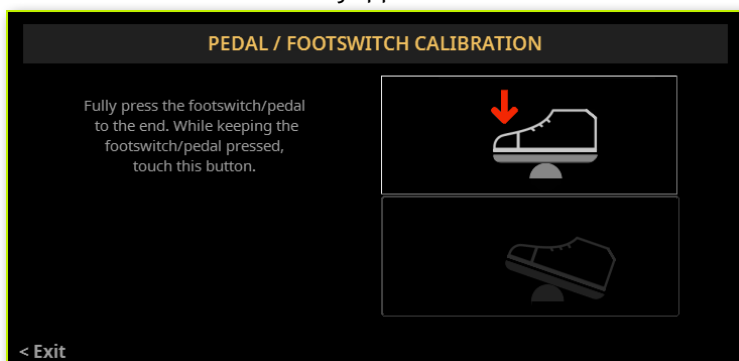 PEDAL / FOOTSWITCH CALIBRATION
Fully press the footswitch/pedal
to the end. While keeping the
footswitch/pedal pressed,
touch this button.
< Exit